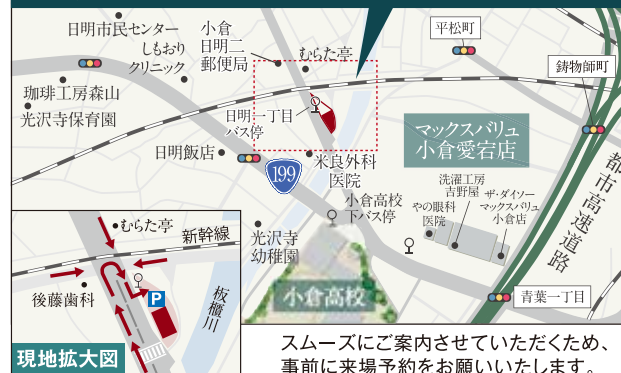 日明市民センター
小倉
日明二
郵便局
しもおり
クリニック
むらた亭
平松町
鋳物師町
珈琲工房森山
光沢寺保育園
日明一丁目
バス停
日明飯店
199
米良外科
医院
マックスバリュ
小倉愛宕店
洗濯工房
吉野屋
ザ・ダイソー
マックスバリュ
小倉店
やの眼科
医院
小倉高校
下バス停
都市高速道路
光沢寺
幼稚園
小倉高校
青葉一丁目
むらた亭
新幹線
後藤歯科
P
板櫃川
現地拡大図
スムーズにご案内させていただくため、
事前に来場予約をお願いいたします。